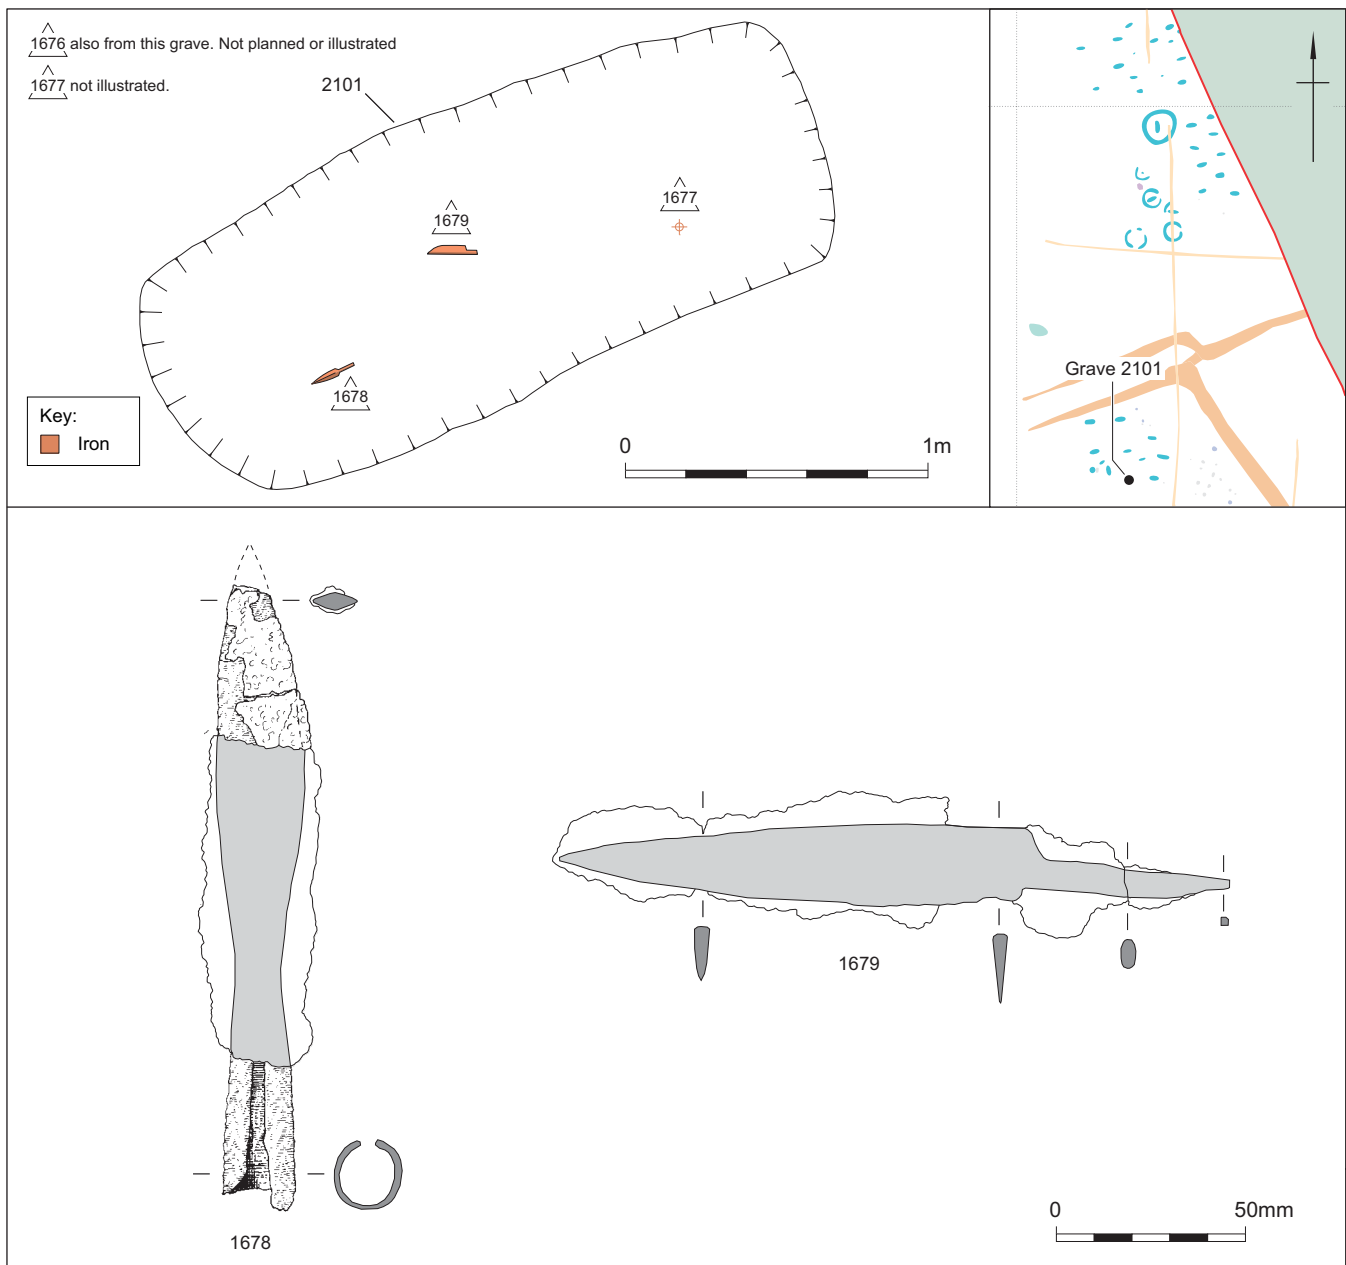 1676 also from this grave. Not planned or illustrated
1677 not illustrated.
2101
1677
1679
1678
Key:
Iron
0 1m
Grave 2101
1679
1678
0 50mm